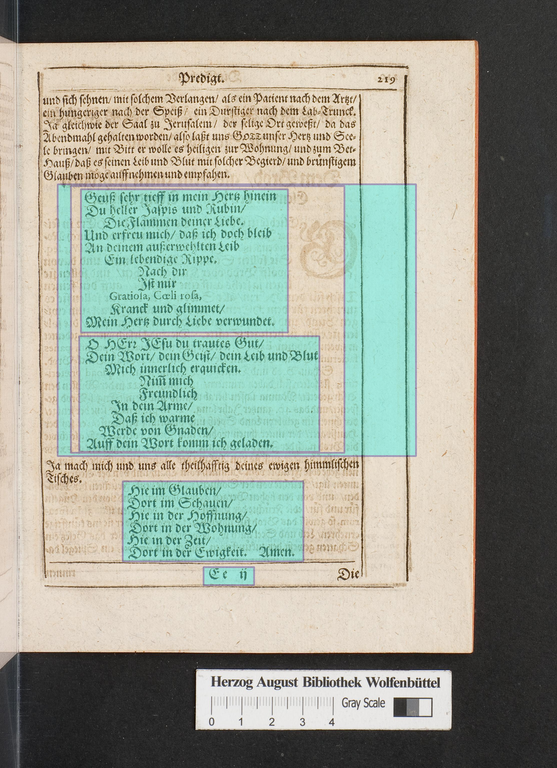 Predigt. 219
und sich sehnen/ mit solchem Verlangen/ als ein Patient nach dem Artzt/
ein hungeriger nach der Speiß/ ein Durstiger nach dem Lab-Trunck.
Ja gleichwie der Saal zu Jerusalem/ der selige Ort gewest/ da das
Abendmahl gehalten worden/ also laßt uns GOtt unser Hertz und See-
le bringen/ mit Bitt er wolle es heiligen zur Wohnung/ und zum Bet-
Hauß/ daß es seinen Leib und Blut mit solcher Begierd/ und brünstigem
Glauben möge auffnehmen und empfahen.
Geuß sehr tieff in mein Hertz hinein
Du heller Jaspis und Rubin/
Die Flammen deiner Liebe.
Und erfreu mich/ daß ich doch bleib
An deinem außerwehlten Leib
Ein lebendige Rippe.
Nach dir
Ist mir
Gratiosa, Cœli rosa,
Kranck und glimmet/
Mein Hertz durch Liebe verwundet.
O HErr JEsu du trautes Gut/
Dein Wort/ dein Geist/ dein Leib und Blut
Mich innerlich erquicken.
Nim̃ mich
Freundlich
In dein Arme/
Daß ich warme
Werde von Gnaden/
Auff dein Wort komm ich geladen.
Ja mach mich und uns alle theilhafftig deines ewigen himmlischen
Tisches.
Hie im Glauben/
Dort im Schauen/
Hie in der Hoffnung/
Dort in der Wohnung/
Hie in der Zeit/
Dort in der Ewigkeit. Amen.
Ee ij Die
Herzog August Bibliothek Wolfenbüttel
Gray Scale
0 1 2 3 4